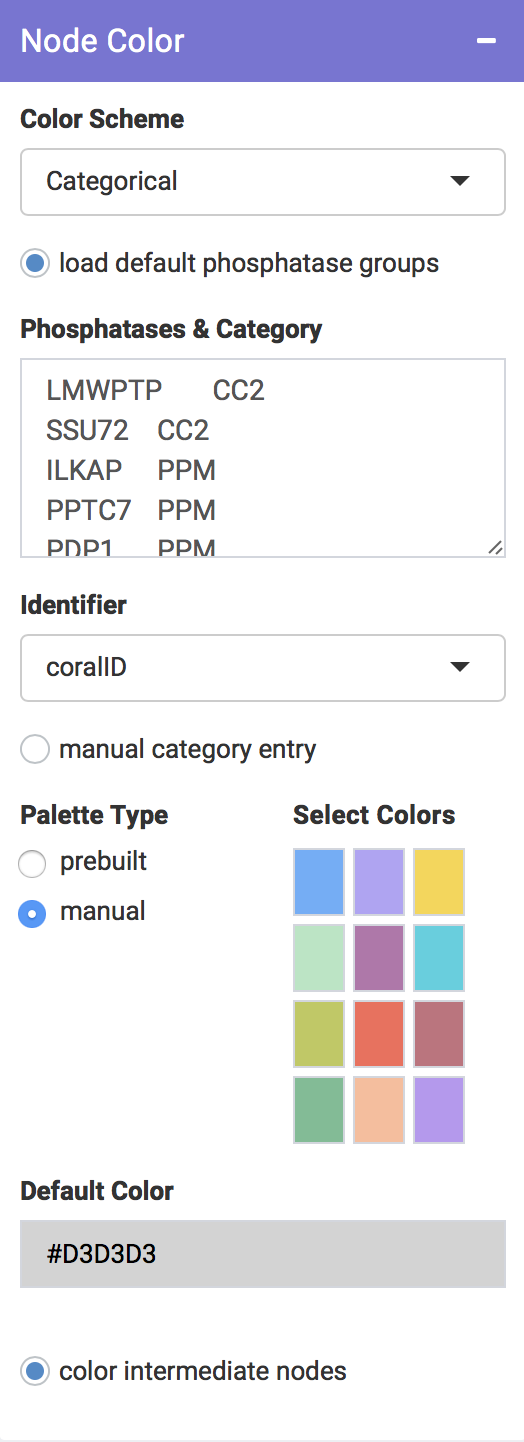 Node Color
Color Scheme
Categorical
load default phosphatase groups
Phosphatases & Category
LMWPTP CC2
SSU72 CC2
ILKAP PPM
PPTC7 PPM
PDP1 PPM
Identifier
coralID
manual category entry
Palette Type
Select Colors
prebuilt
manual
Default Color
#D3D3D3
color intermediate nodes